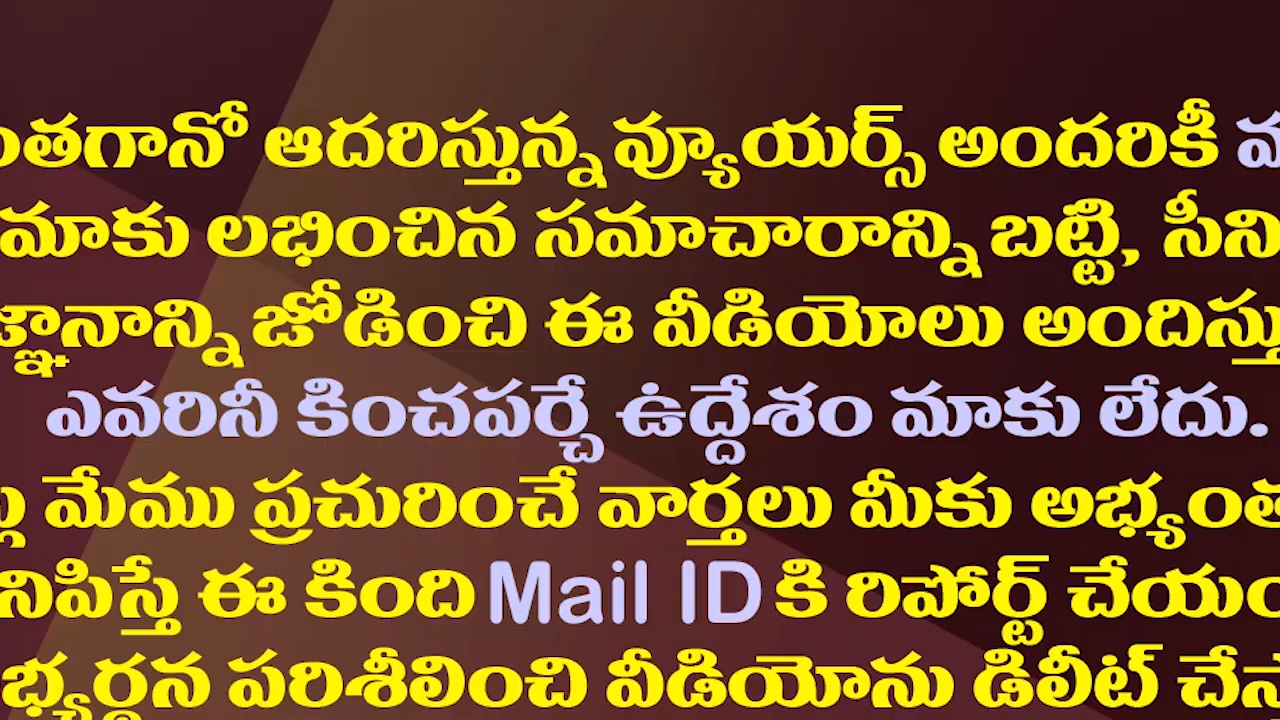 ంతగానో ఆదరిస్తున్న వ్యూయర్స్ అందరికీ
మాకు లభించిన సమాచారాన్ని బట్టి, సీని
జ్ఞానాన్ని జోడించి ఈ వీడియోలు అందిస్తు
ఎవరినీ కించపర్చే ఉద్దేశం మాకు లేదు.
మేము ప్రచురించే వార్తలు మీకు అభ్యంత
నిపిస్తే ఈ కింది Mail ID కి రిపోర్ట్ చేయం
భ్యర్థన పరిశీలించి వీడియోను డిలీట్ చేస